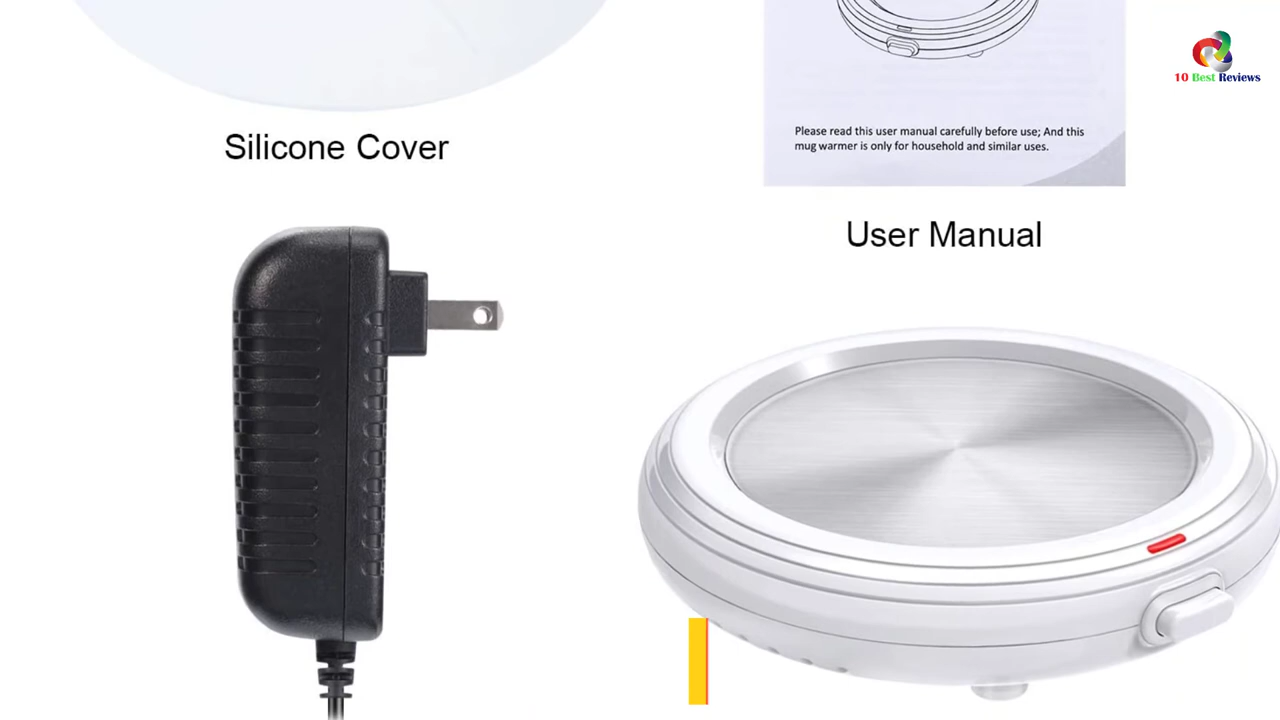 10 Best Reviews
Please read this user manual carefully before use; And this
mug warmer is only for household and similar uses.
Silicone Cover
User Manual